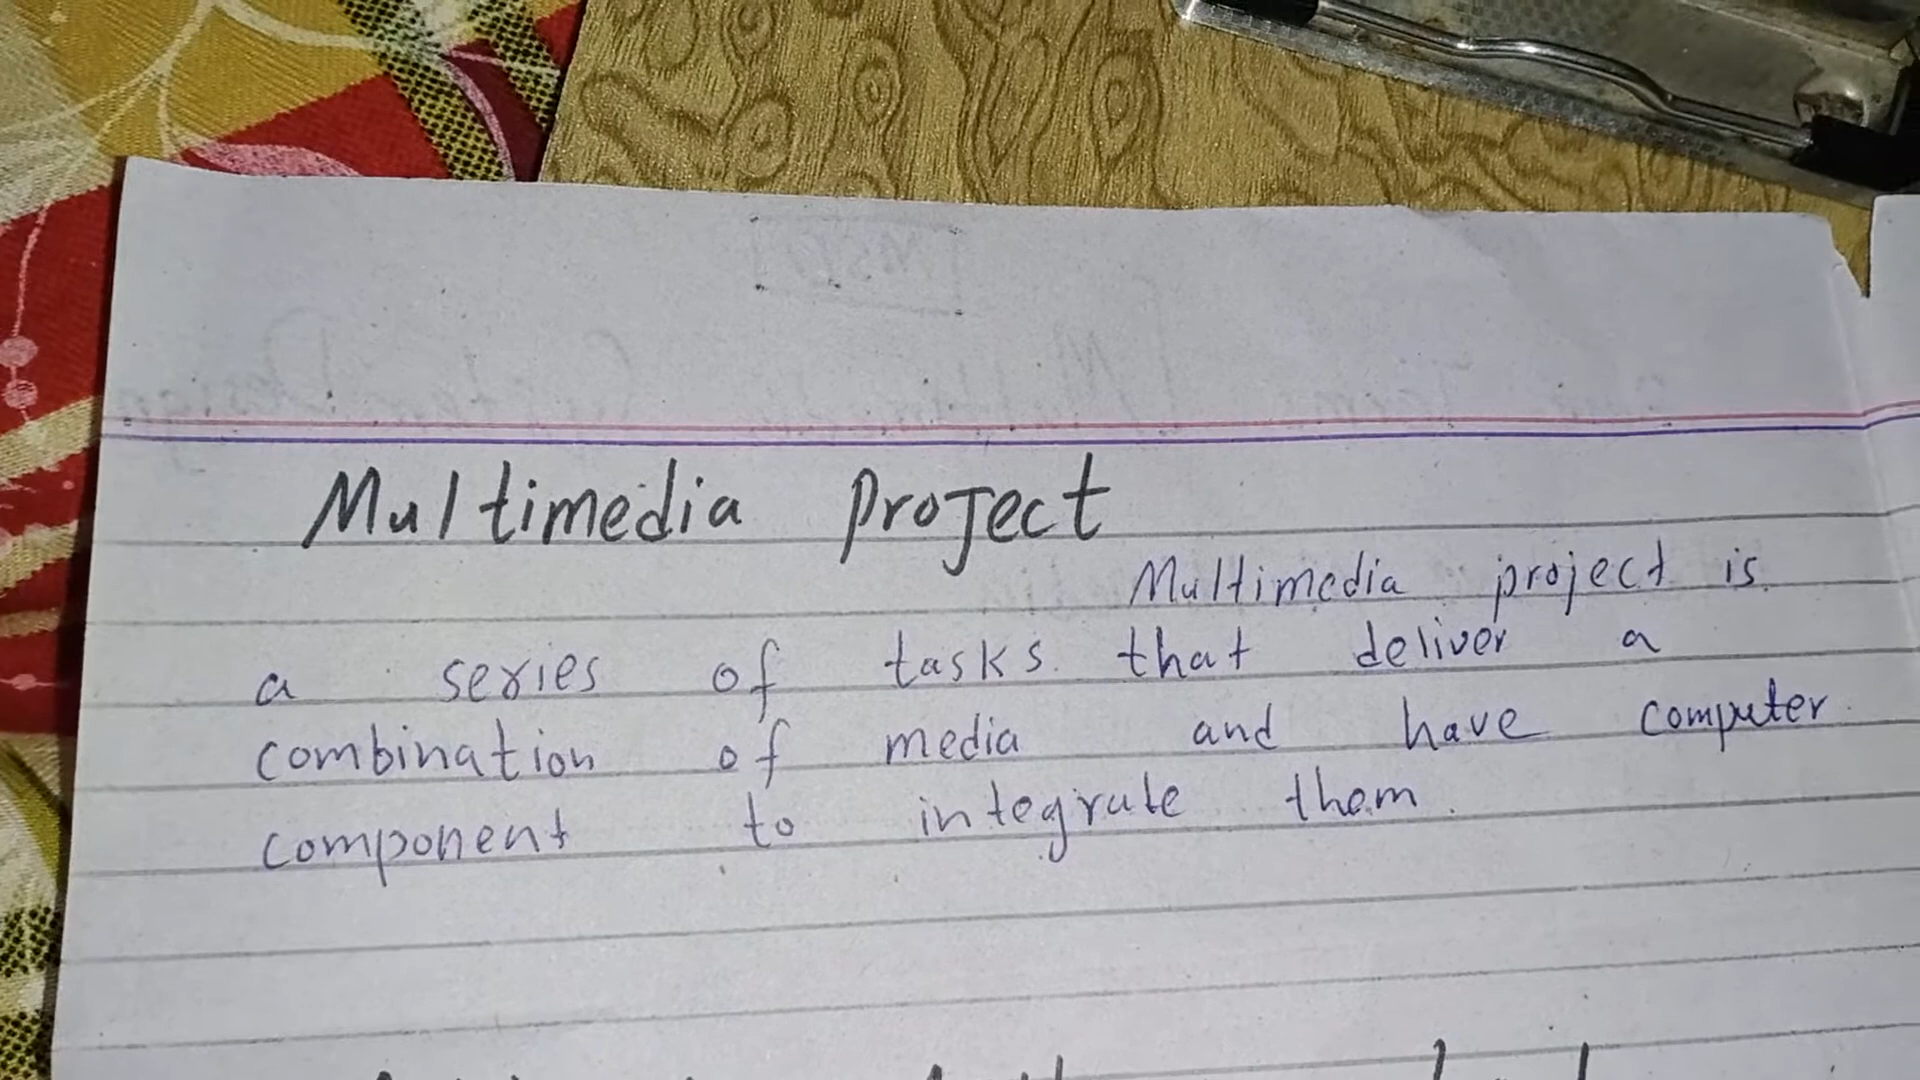 Multimedia Project
Multimedia project is
a series of tasks that deliver a
combination of media and have computer
component to integrate them.